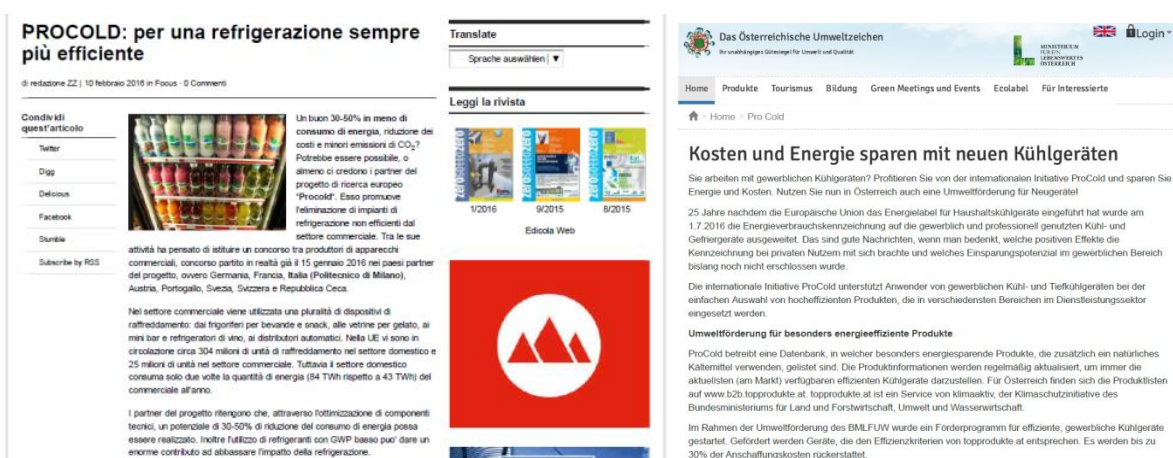 PROCOLD: per una refrigerazione sempre
più efficiente
di redazione ZZ | 10 febbraio 2016 in Focus · 0 Commenti
Condividi
quest'articolo
Twitter
Digg
Delicious
Facebook
Stumble
Subscribe by RSS
Un buon 30-50% in meno di
consumo di energia, riduzione dei
costi e minori emissioni di CO₂?
Potrebbe essere possibile, o
almeno ci credono i partner del
progetto di ricerca europeo
"Procold". Esso promuove
l'eliminazione di impianti di
refrigerazione non efficienti dal
settore commerciale. Tra le sue
attività ha pensato di istituire un concorso tra produttori di apparecchi
commerciali, concorso partito in realtà già il 15 gennaio 2016 nei paesi partner
del progetto, ovvero Germania, Francia, Italia (Politecnico di Milano),
Austria, Portogallo, Svezia, Svizzera e Repubblica Ceca.
Nel settore commerciale viene utilizzata una pluralità di dispositivi di
raffreddamento: dai frigoriferi per bevande e snack, alle vetrine per gelato, ai
mini bar e refrigeratori di vino, ai distributori automatici. Nella UE vi sono in
circolazione circa 304 milioni di unità di raffreddamento nel settore domestico e
25 milioni di unità nel settore commerciale. Tuttavia il settore domestico
consuma solo due volte la quantità di energia (84 TWh rispetto a 43 TWh) del
commerciale all'anno.
I partner del progetto ritengono che, attraverso l'ottimizzazione di componenti
tecnici, un potenziale di 30-50% di riduzione del consumo di energia possa
essere realizzato. Inoltre l'utilizzo di refrigeranti con GWP basso puo' dare un
enorme contributo ad abbassare l'impatto della refrigerazione.
Translate
Sprache auswählen | ▼
Leggi la rivista
1/2016 9/2015 8/2015
Edicola Web
Das Österreichische Umweltzeichen
Ihr unabhängiges Gütesiegel für Umwelt und Qualität
MINISTERIUM
FÜR EIN
LEBENSWERTES
ÖSTERREICH
Login
Home Produkte Tourismus Bildung Green Meetings und Events Ecolabel Für Interessierte
> Home > Pro Cold
Kosten und Energie sparen mit neuen Kühlgeräten
Sie arbeiten mit gewerblichen Kühlgeräten? Profitieren Sie von der internationalen Initiative ProCold und sparen Sie
Energie und Kosten. Nutzen Sie nun in Österreich auch eine Umweltförderung für Neugeräte!
25 Jahre nachdem die Europäische Union das Energielabel für Haushaltskühlgeräte eingeführt hat wurde am
1.7.2016 die Energieverbrauchskennzeichnung auf die gewerblich und professionell genutzten Kühl- und
Gefriergeräte ausgeweitet. Das sind gute Nachrichten, wenn man bedenkt, welche positiven Effekte die
Kennzeichnung bei privaten Nutzern mit sich brachte und welches Einsparungspotenzial im gewerblichen Bereich
bislang noch nicht erschlossen wurde.
Die internationale Initiative ProCold unterstützt Anwender von gewerblichen Kühl- und Tiefkühlgeräten bei der
einfachen Auswahl von hocheffizienten Produkten, die in verschiedensten Bereichen im Dienstleistungssektor
eingesetzt werden.
Umweltförderung für besonders energieeffiziente Produkte
ProCold betreibt eine Datenbank, in welcher besonders energiesparende Produkte, die zusätzlich ein natürliches
Kältemittel verwenden, gelistet sind. Die Produktinformationen werden regelmäßig aktualisiert, um immer die
aktuellsten (am Markt) verfügbaren effizienten Kühlgeräte darzustellen. Für Österreich finden sich die Produktlisten
auf www.b2b.topprodukte.at. topprodukte.at ist ein Service von klimaaktiv, der Klimaschutzinitiative des
Bundesministeriums für Land und Forstwirtschaft, Umwelt und Wasserwirtschaft.
Im Rahmen der Umweltförderung des BMLFUW wurde ein Förderprogramm für effiziente, gewerbliche Kühlgeräte
gestartet. Gefördert werden Geräte, die den Effizienzkriterien von topprodukte.at entsprechen. Es werden bis zu
30% der Anschaffungskosten rückerstattet.